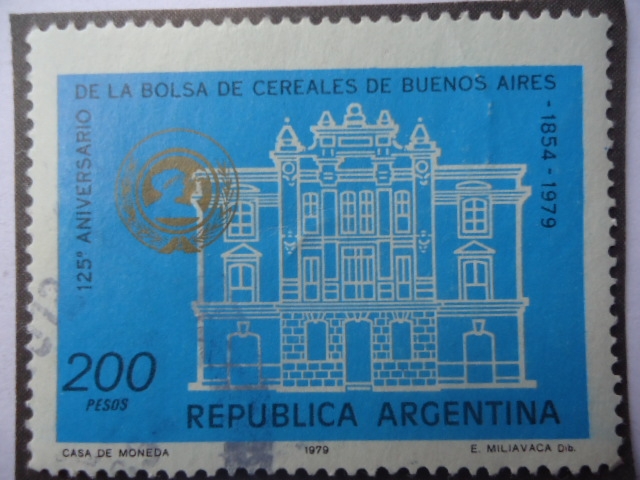 125º ANIVERSARIO
DE LA BOLSA DE CEREALES DE BUENOS AIRES
- 1854 - 1979
200
PESOS
REPUBLICA ARGENTINA
CASA DE MONEDA
1979
E. MILIAVACA Dib.